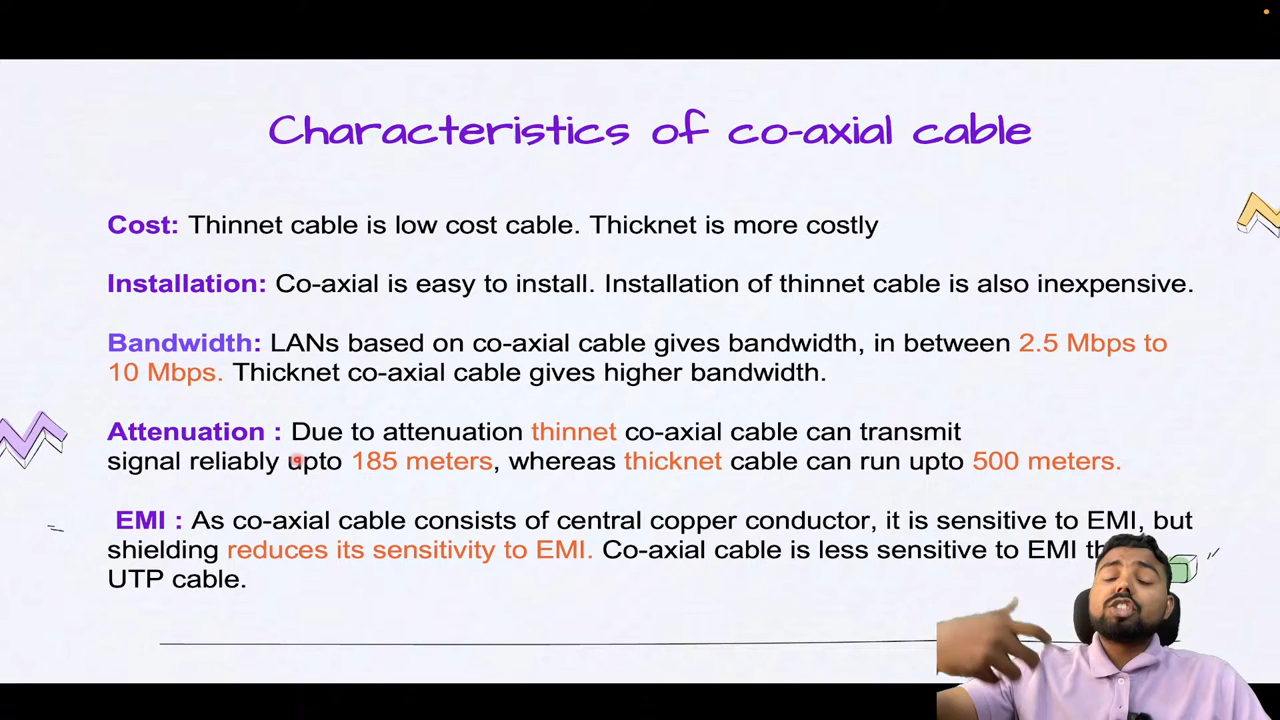 Characteristics of co-axial cable
Cost: Thinnet cable is low cost cable. Thicknet is more costly
Installation: Co-axial is easy to install. Installation of thinnet cable is also inexpensive.
Bandwidth: LANs based on co-axial cable gives bandwidth, in between 2.5 Mbps to
10 Mbps. Thicknet co-axial cable gives higher bandwidth.
Attenuation : Due to attenuation thinnet co-axial cable can transmit
signal reliably upto 185 meters, whereas thicknet cable can run upto 500 meters.
EMI : As co-axial cable consists of central copper conductor, it is sensitive to EMI, but
shielding reduces its sensitivity to EMI. Co-axial cable is less sensitive to EMI
UTP cable.